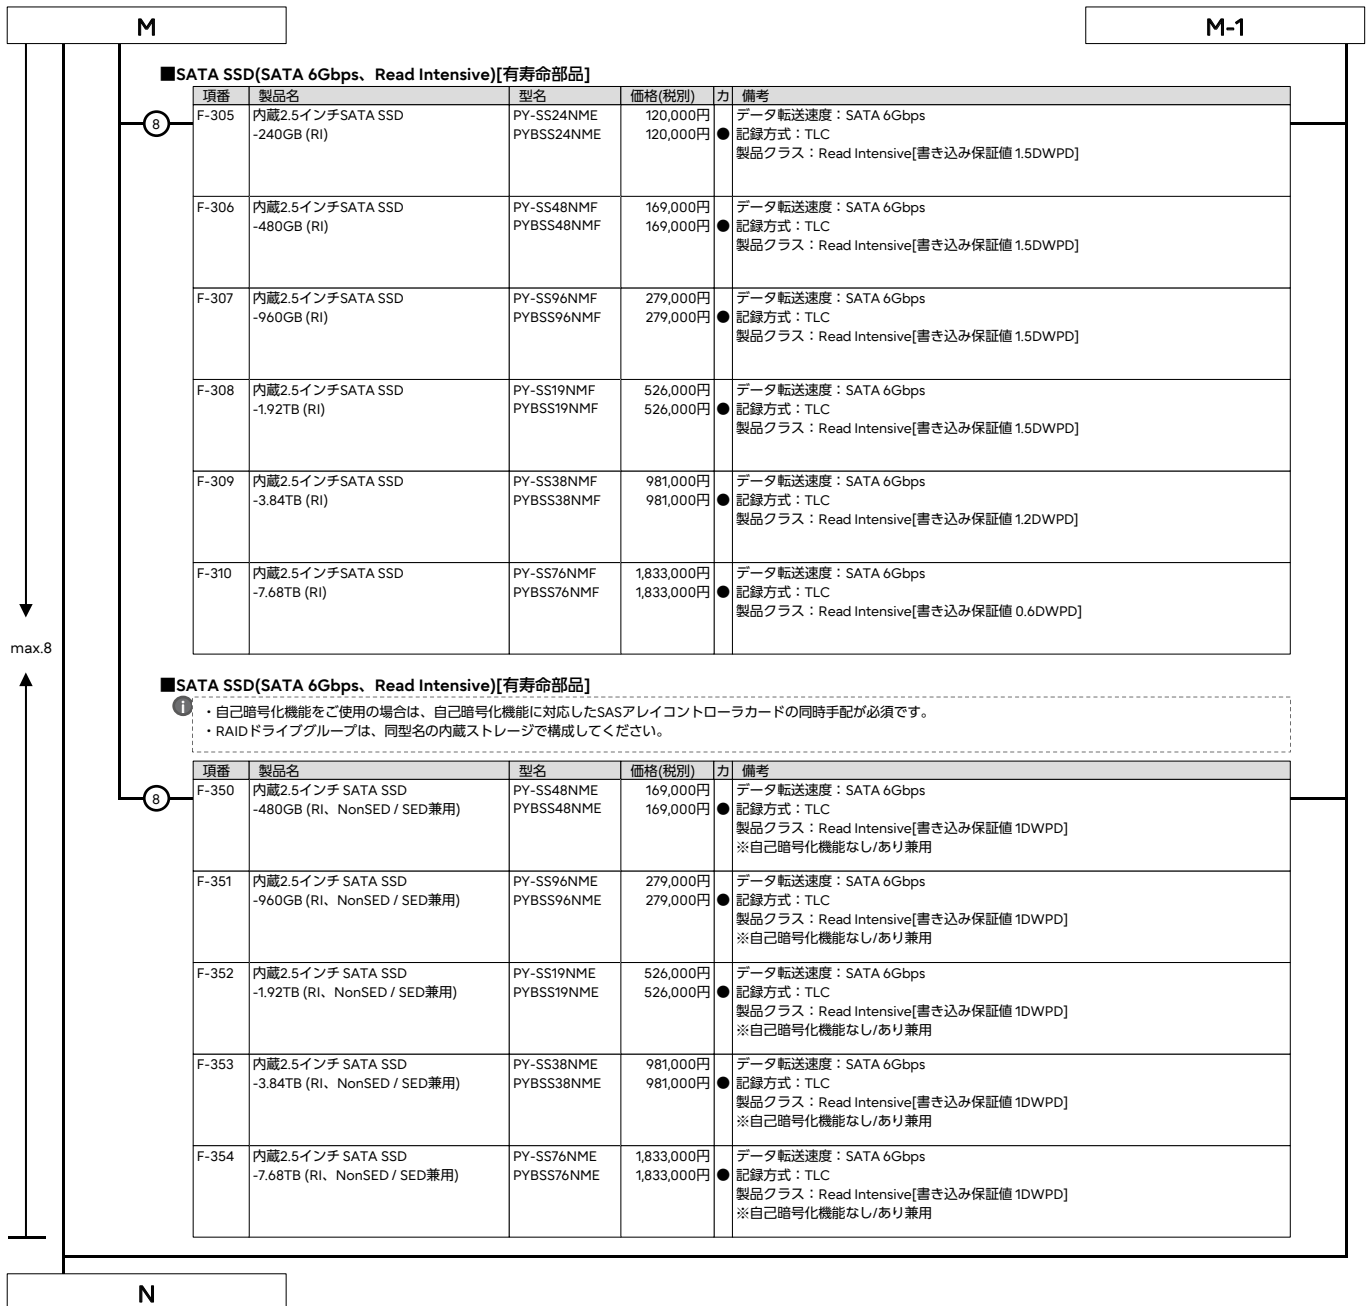 M
M-1
■SATA SSD(SATA 6Gbps、Read Intensive)[有寿命部品]
項番 製品名 型名 価格(税別) カ 備考
8
F-305 内蔵2.5インチSATA SSD PY-SS24NME 120,000円 データ転送速度：SATA 6Gbps
-240GB (RI) PYBSS24NME 120,000円 ● 記録方式：TLC
製品クラス：Read Intensive[書き込み保証値 1.5DWPD]
F-306 内蔵2.5インチSATA SSD PY-SS48NMF 169,000円 データ転送速度：SATA 6Gbps
-480GB (RI) PYBSS48NMF 169,000円 ● 記録方式：TLC
製品クラス：Read Intensive[書き込み保証値 1.5DWPD]
F-307 内蔵2.5インチSATA SSD PY-SS96NMF 279,000円 データ転送速度：SATA 6Gbps
-960GB (RI) PYBSS96NMF 279,000円 ● 記録方式：TLC
製品クラス：Read Intensive[書き込み保証値 1.5DWPD]
F-308 内蔵2.5インチSATA SSD PY-SS19NMF 526,000円 データ転送速度：SATA 6Gbps
-1.92TB (RI) PYBSS19NMF 526,000円 ● 記録方式：TLC
製品クラス：Read Intensive[書き込み保証値 1.5DWPD]
F-309 内蔵2.5インチSATA SSD PY-SS38NMF 981,000円 データ転送速度：SATA 6Gbps
-3.84TB (RI) PYBSS38NMF 981,000円 ● 記録方式：TLC
製品クラス：Read Intensive[書き込み保証値 1.2DWPD]
F-310 内蔵2.5インチSATA SSD PY-SS76NMF 1,833,000円 データ転送速度：SATA 6Gbps
-7.68TB (RI) PYBSS76NMF 1,833,000円 ● 記録方式：TLC
製品クラス：Read Intensive[書き込み保証値 0.6DWPD]
max.8
■SATA SSD(SATA 6Gbps、Read Intensive)[有寿命部品]
・自己暗号化機能をご使用の場合は、自己暗号化機能に対応したSASアレイコントローラカードの同時手配が必須です。
・RAIDドライブグループは、同型名の内蔵ストレージで構成してください。
項番 製品名 型名 価格(税別) カ 備考
8
F-350 内蔵2.5インチ SATA SSD PY-SS48NME 169,000円 データ転送速度：SATA 6Gbps
-480GB (RI、NonSED / SED兼用) PYBSS48NME 169,000円 ● 記録方式：TLC
製品クラス：Read Intensive[書き込み保証値 1DWPD]
※自己暗号化機能なし/あり兼用
F-351 内蔵2.5インチ SATA SSD PY-SS96NME 279,000円 データ転送速度：SATA 6Gbps
-960GB (RI、NonSED / SED兼用) PYBSS96NME 279,000円 ● 記録方式：TLC
製品クラス：Read Intensive[書き込み保証値 1DWPD]
※自己暗号化機能なし/あり兼用
F-352 内蔵2.5インチ SATA SSD PY-SS19NME 526,000円 データ転送速度：SATA 6Gbps
-1.92TB (RI、NonSED / SED兼用) PYBSS19NME 526,000円 ● 記録方式：TLC
製品クラス：Read Intensive[書き込み保証値 1DWPD]
※自己暗号化機能なし/あり兼用
F-353 内蔵2.5インチ SATA SSD PY-SS38NME 981,000円 データ転送速度：SATA 6Gbps
-3.84TB (RI、NonSED / SED兼用) PYBSS38NME 981,000円 ● 記録方式：TLC
製品クラス：Read Intensive[書き込み保証値 1DWPD]
※自己暗号化機能なし/あり兼用
F-354 内蔵2.5インチ SATA SSD PY-SS76NME 1,833,000円 データ転送速度：SATA 6Gbps
-7.68TB (RI、NonSED / SED兼用) PYBSS76NME 1,833,000円 ● 記録方式：TLC
製品クラス：Read Intensive[書き込み保証値 1DWPD]
※自己暗号化機能なし/あり兼用
N